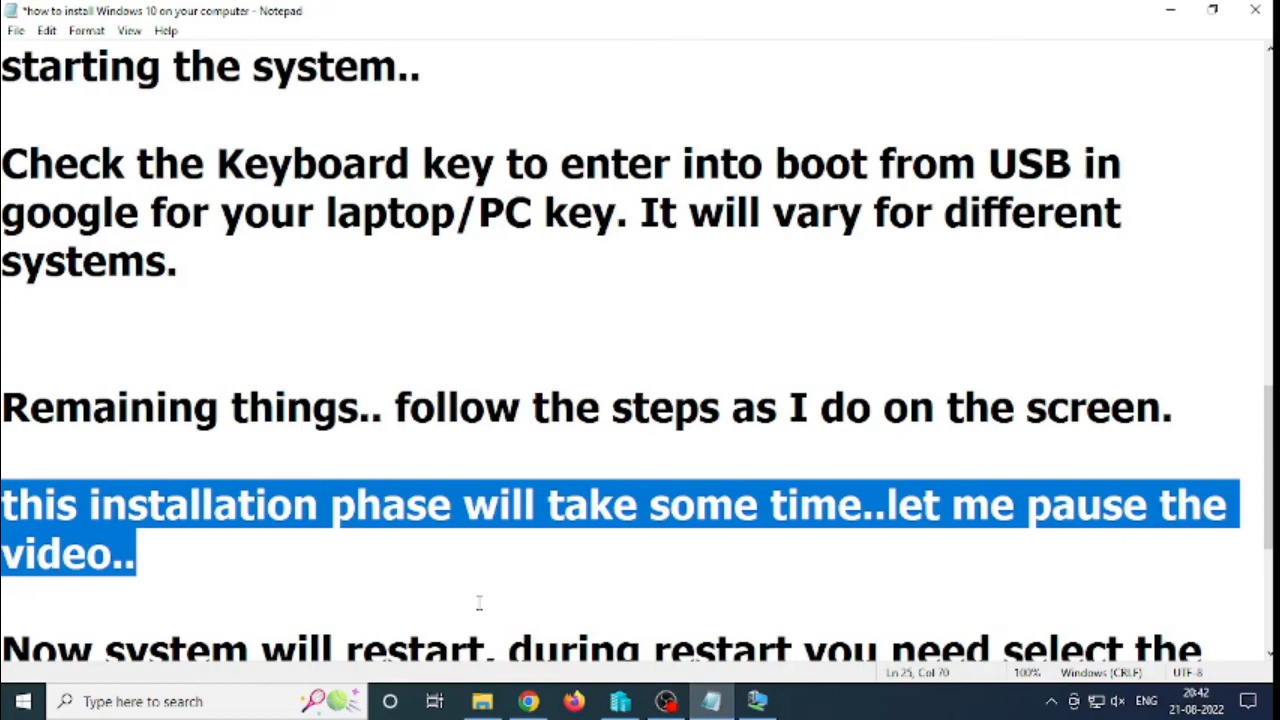 *how to install Windows 10 on your computer - Notepad
File Edit Format View Help
starting the system..
Check the Keyboard key to enter into boot from USB in
google for your laptop/PC key. It will vary for different
systems.
Remaining things.. follow the steps as I do on the screen.
this installation phase will take some time..let me pause the
video..
Now system will restart, during restart you need select the
Ln 25, Col 70 100% Windows (CRLF) UTF-8
Type here to search
ENG
20:42
21-08-2022